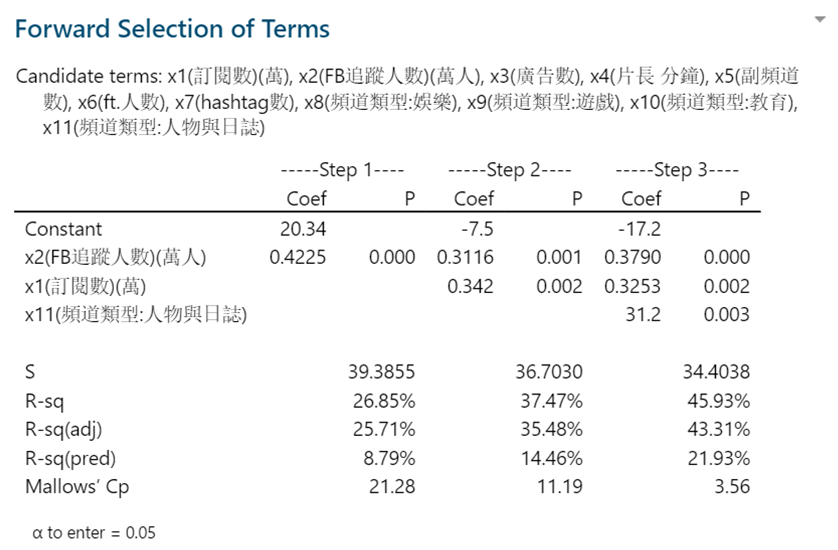 Forward Selection of Terms
Candidate terms: x1(訂閱數)(萬), x2(FB追蹤人數)(萬人), x3(廣告數), x4(片長 分鐘), x5(副頻道
數), x6(ft.人數), x7(hashtag數), x8(頻道類型:娛樂), x9(頻道類型:遊戲), x10(頻道類型:教育),
x11(頻道類型:人物與日誌)
-----Step 1---- -----Step 2---- -----Step 3----
Coef P Coef P Coef P
Constant 20.34 -7.5 -17.2
x2(FB追蹤人數)(萬人) 0.4225 0.000 0.3116 0.001 0.3790 0.000
x1(訂閱數)(萬) 0.342 0.002 0.3253 0.002
x11(頻道類型:人物與日誌) 31.2 0.003
S 39.3855 36.7030 34.4038
R-sq 26.85% 37.47% 45.93%
R-sq(adj) 25.71% 35.48% 43.31%
R-sq(pred) 8.79% 14.46% 21.93%
Mallows’ Cp 21.28 11.19 3.56
α to enter = 0.05